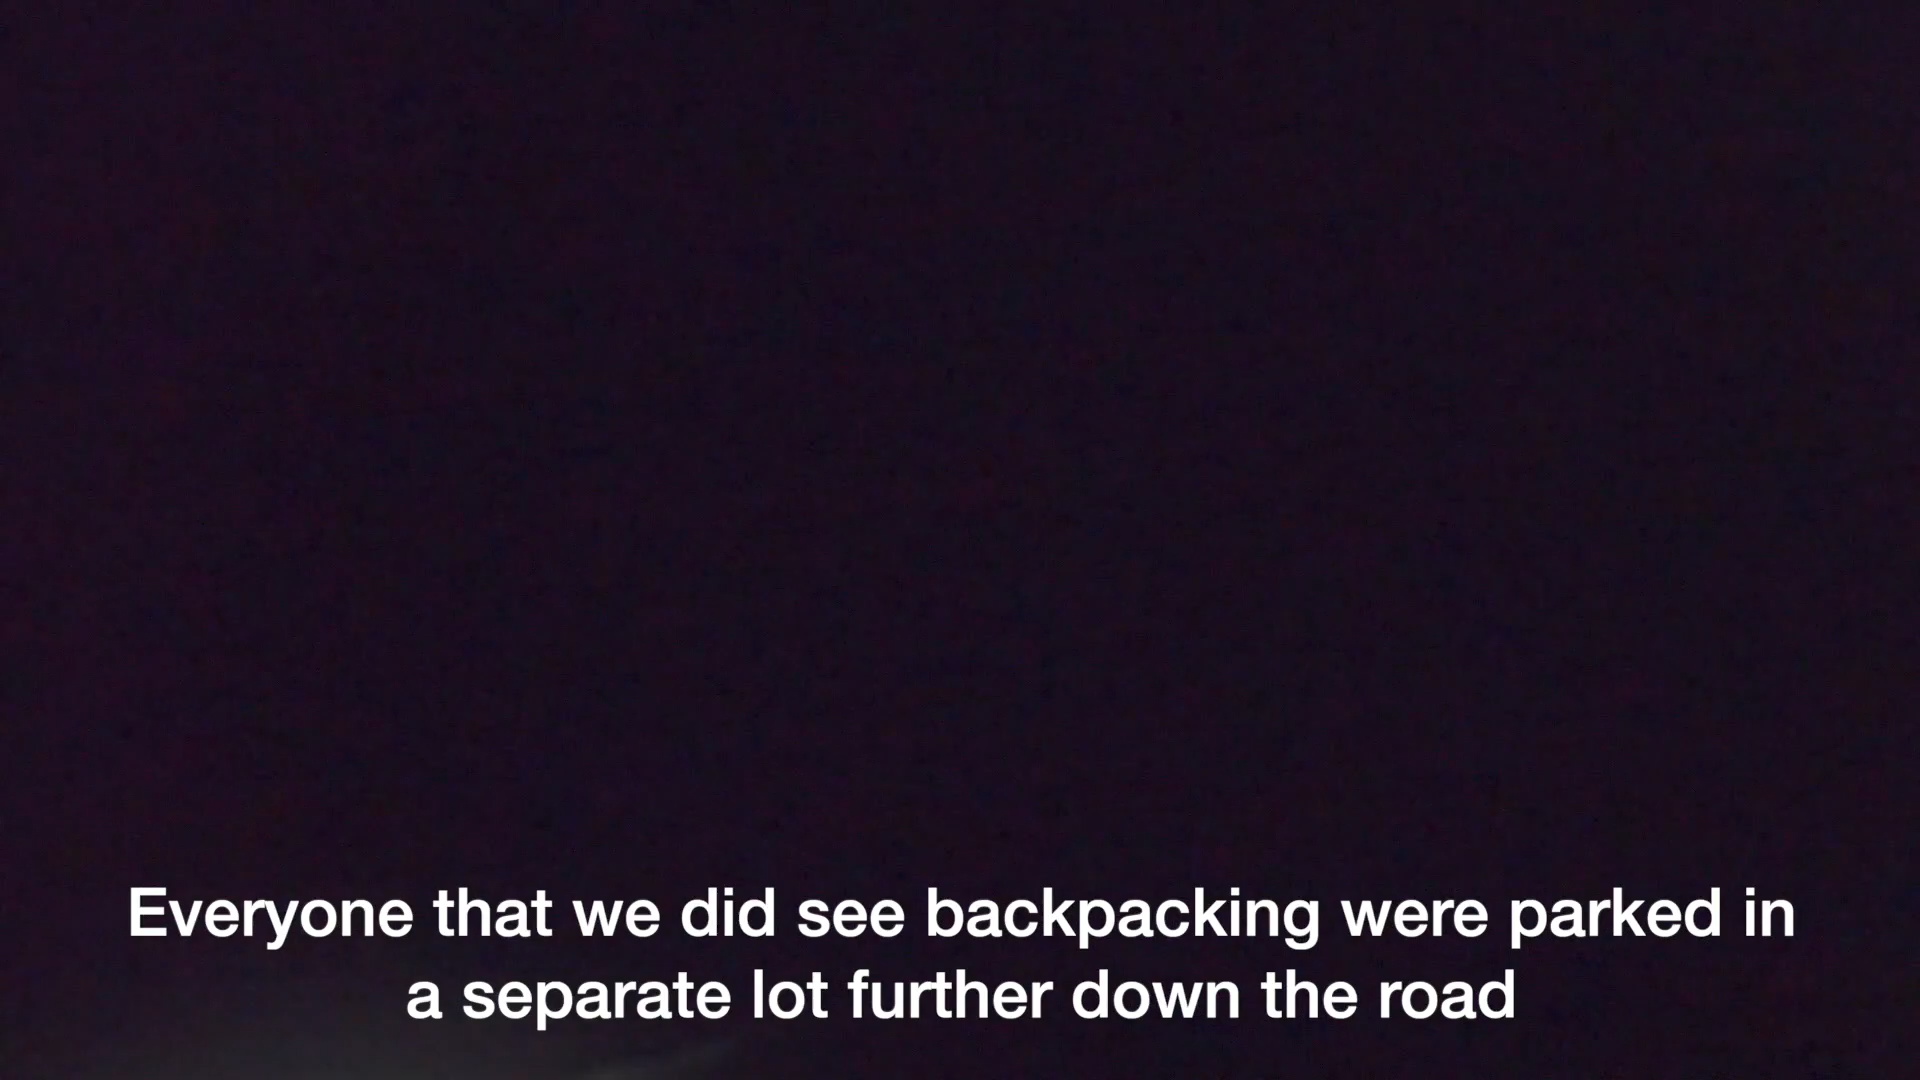 Everyone that we did see backpacking were parked in
a separate lot further down the road